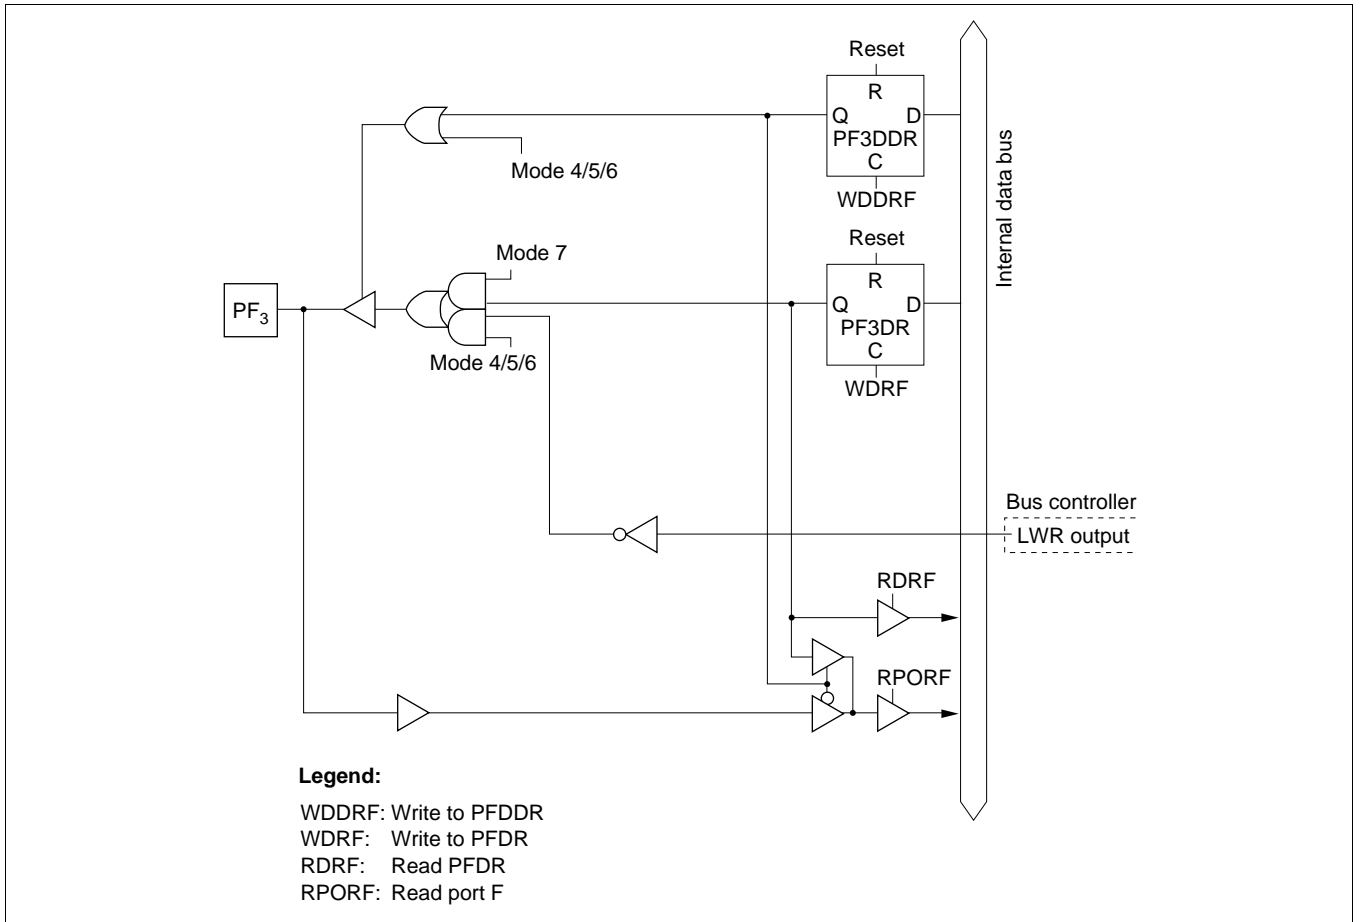 Reset
R
Q D
PF3DDR
C
WDDRF
Mode 4/5/6
Internal data bus
Reset
Mode 7
R
Q D
PF3DR
C
WDRF
PF3
Mode 4/5/6
Bus controller
LWR output
RDRF
RPORF
Legend:
WDDRF: Write to PFDDR
WDRF: Write to PFDR
RDRF: Read PFDR
RPORF: Read port F